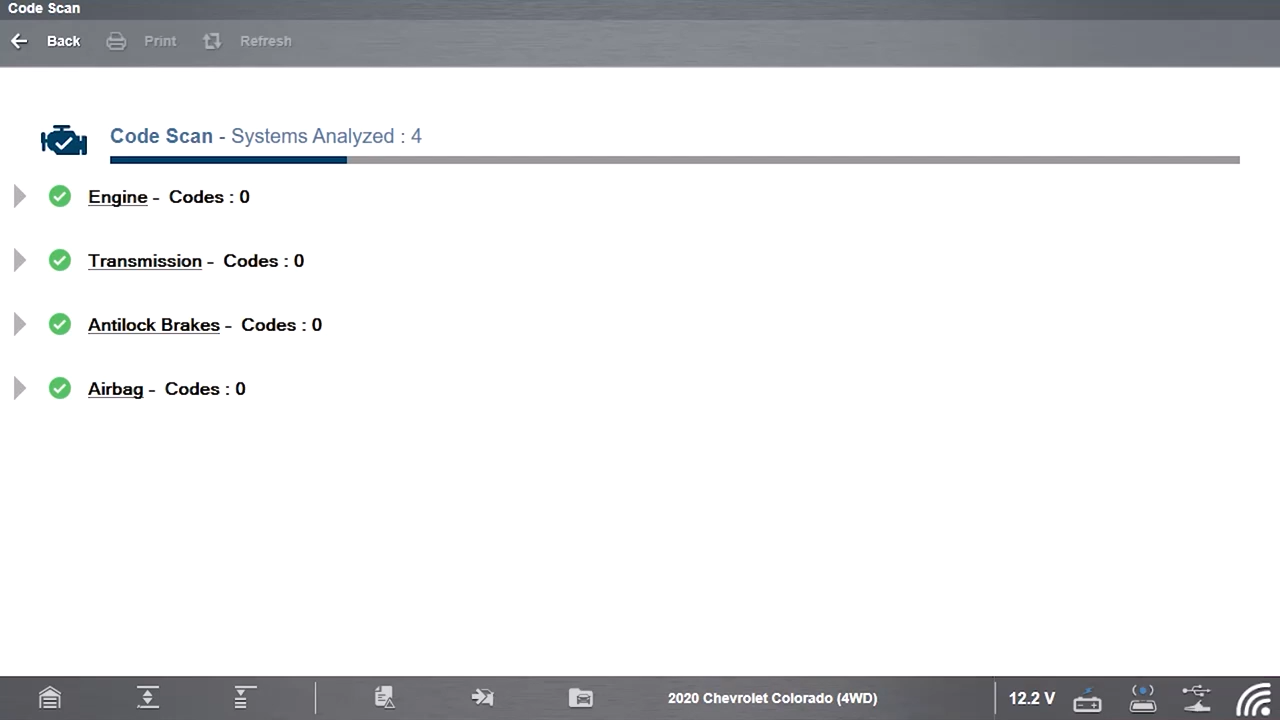 Code Scan
Back Print Refresh
Code Scan - Systems Analyzed : 4
Engine - Codes : 0
Transmission - Codes : 0
Antilock Brakes - Codes : 0
Airbag - Codes : 0
2020 Chevrolet Colorado (4WD) 12.2 V